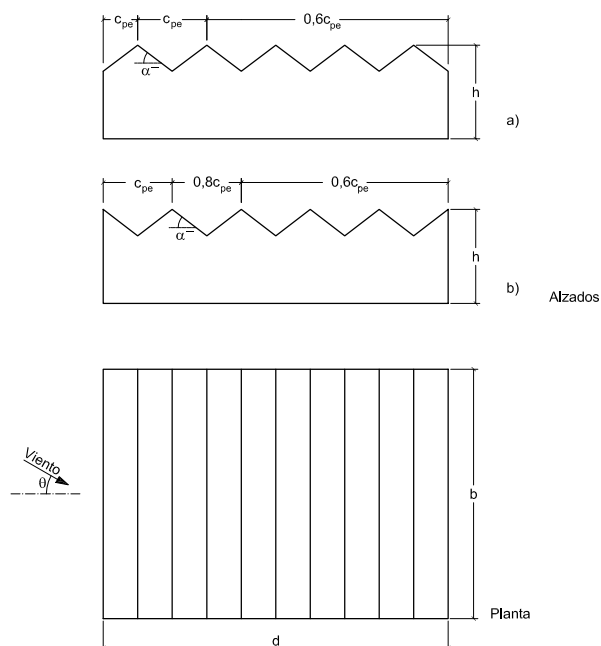 c_pe c_pe 0,6c_pe
α–
h
a)
c_pe 0,8c_pe 0,6c_pe
α–
h
b)
Alzados
Viento
θ
b
Planta
d